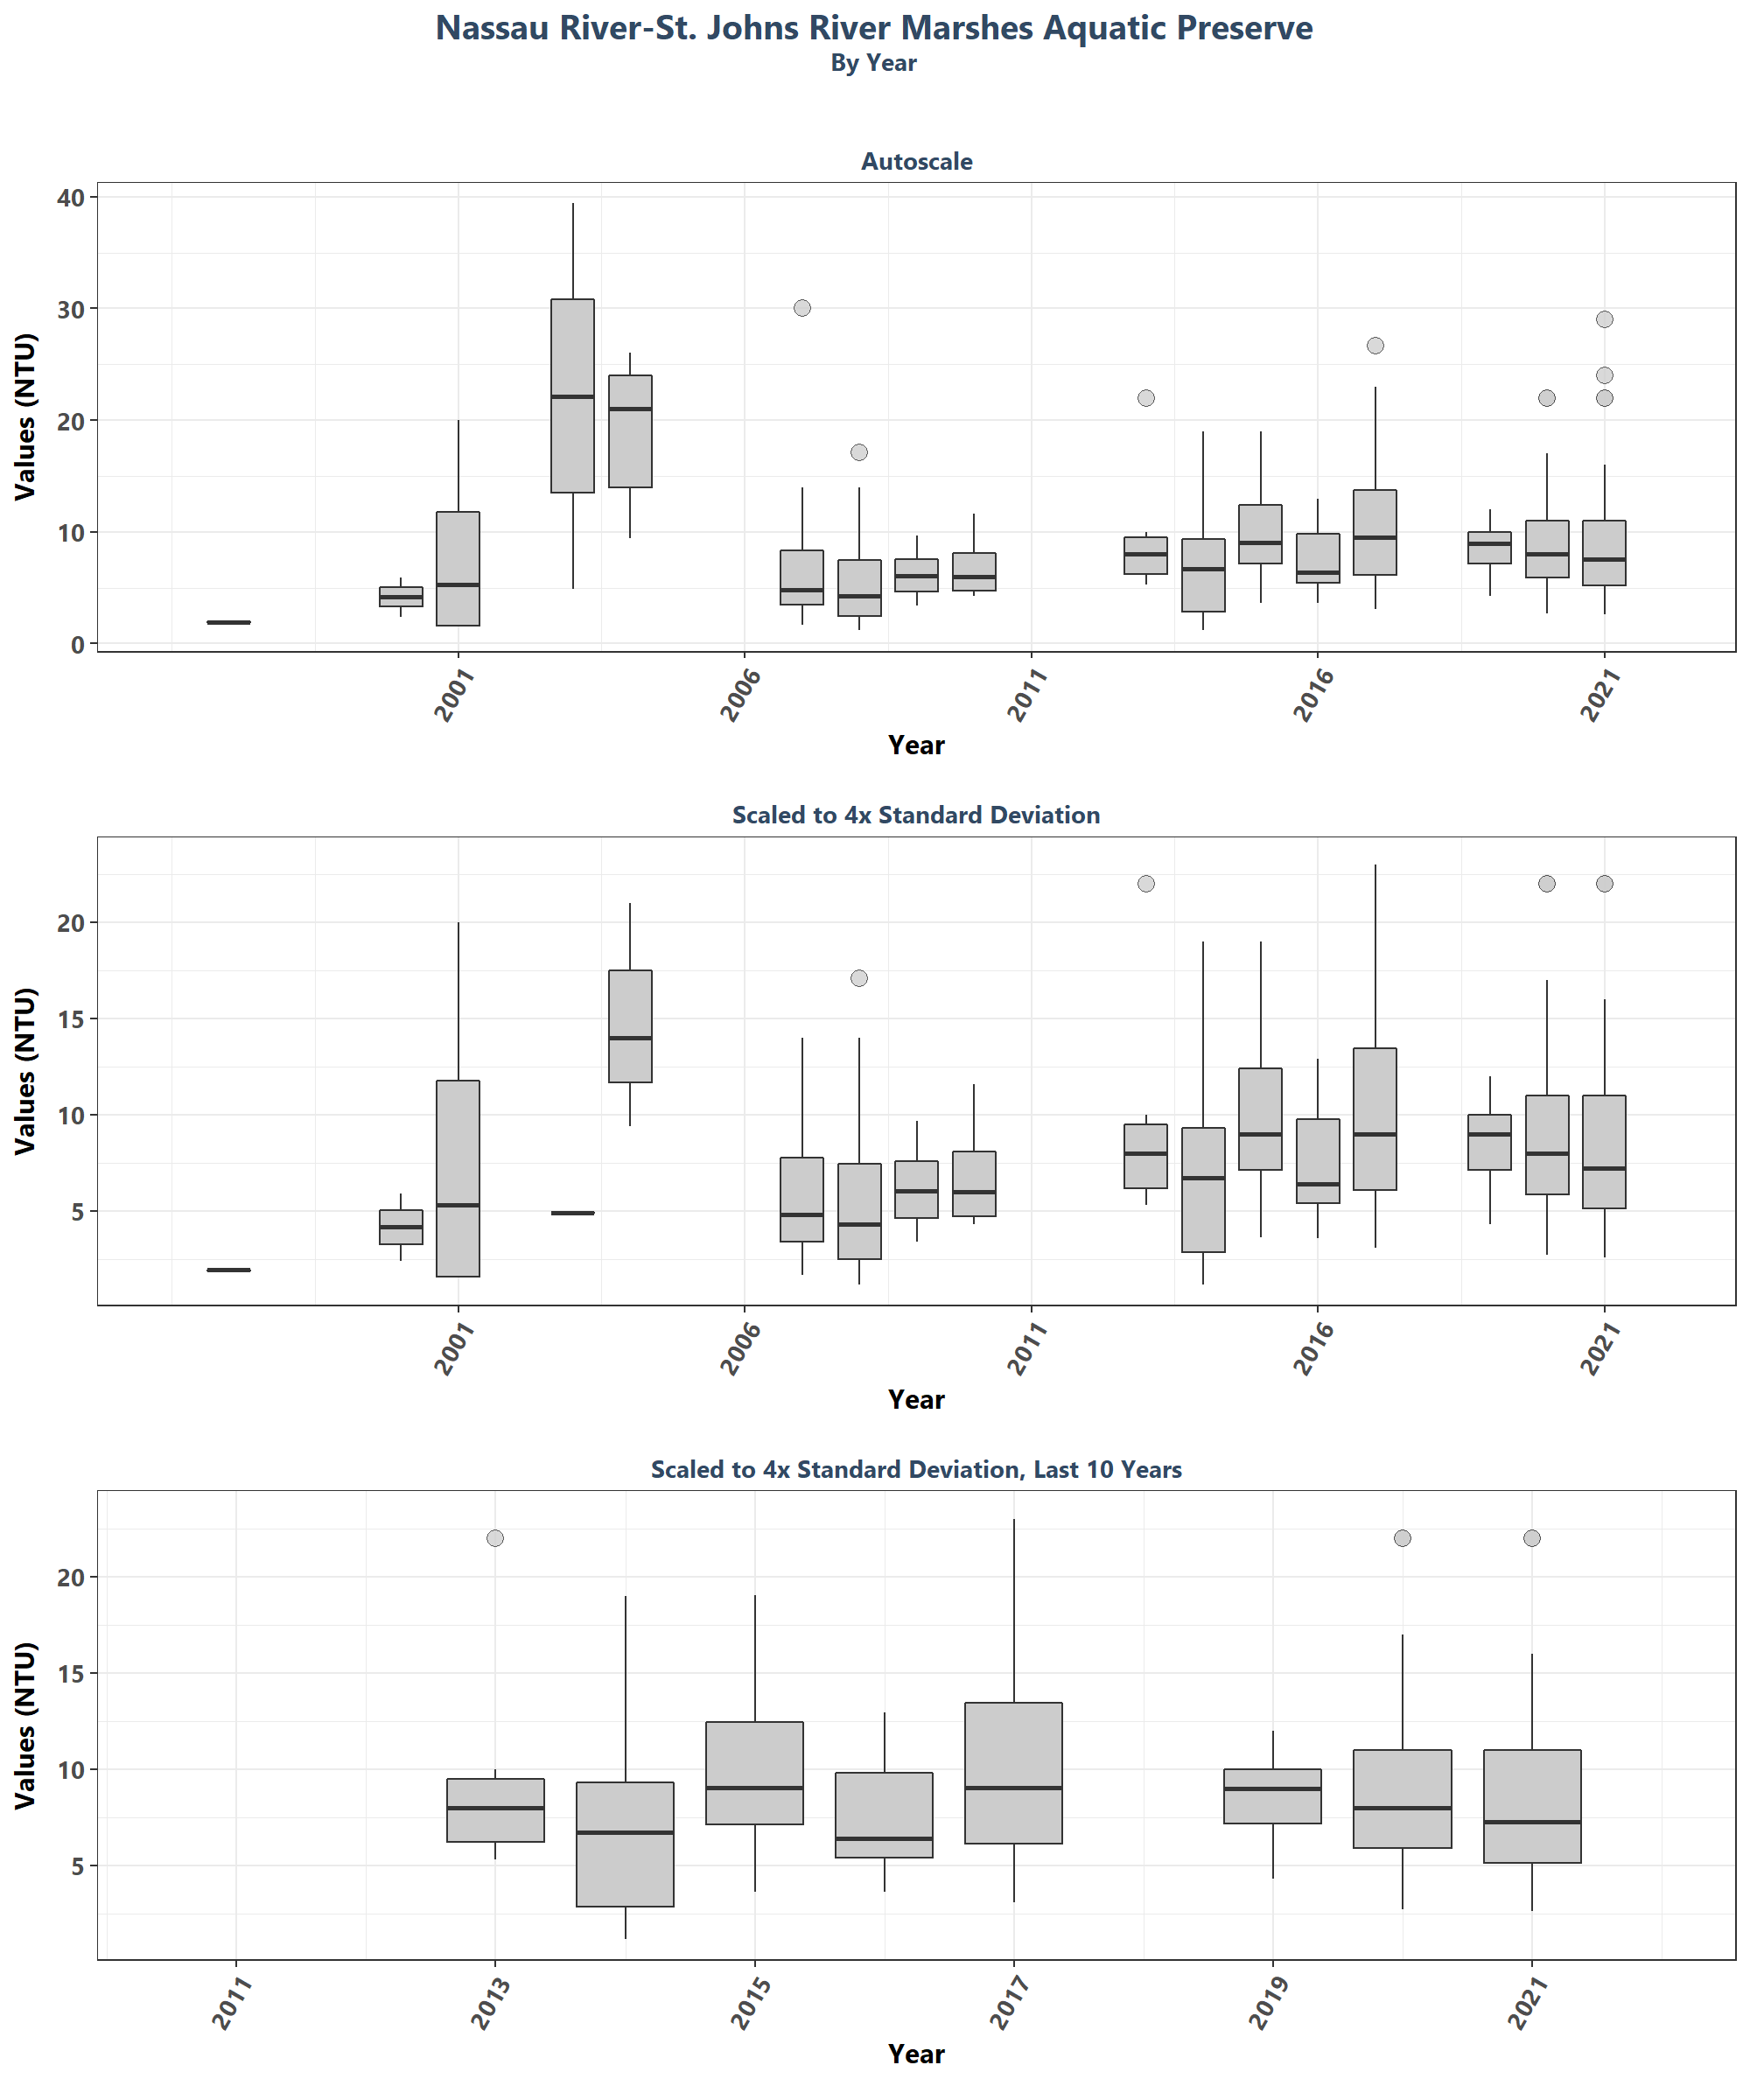 Nassau River-St. Johns River Marshes Aquatic Preserve
By Year
Autoscale
Values (NTU)
40
30
20
10
0
2001
2006
2011
2016
2021
Year
Scaled to 4x Standard Deviation
Values (NTU)
20
15
10
5
2001
2006
2011
2016
2021
Year
Scaled to 4x Standard Deviation, Last 10 Years
Values (NTU)
20
15
10
5
2011
2013
2015
2017
2019
2021
Year